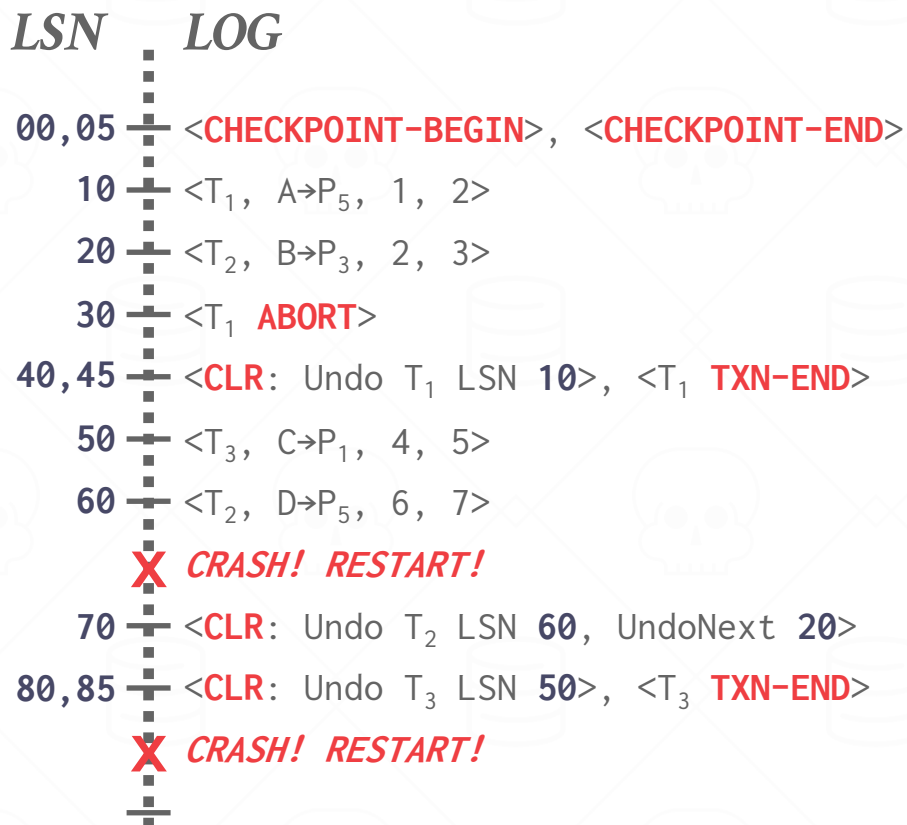 LSN LOG
00,05 <CHECKPOINT-BEGIN>, <CHECKPOINT-END>
10 <T₁, A→P₅, 1, 2>
20 <T₂, B→P₃, 2, 3>
30 <T₁ ABORT>
40,45 <CLR: Undo T₁ LSN 10>, <T₁ TXN-END>
50 <T₃, C→P₁, 4, 5>
60 <T₂, D→P₅, 6, 7>
X CRASH! RESTART!
70 <CLR: Undo T₂ LSN 60, UndoNext 20>
80,85 <CLR: Undo T₃ LSN 50>, <T₃ TXN-END>
X CRASH! RESTART!